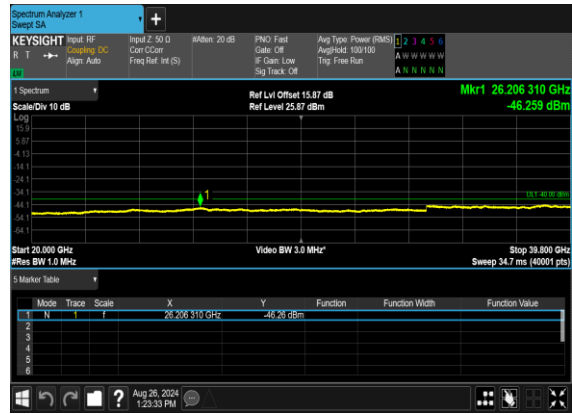 Spectrum Analyzer 1
Swept SA
+
KEYSIGHT Input: RF Input Z: 50 Ω #Atten: 20 dB PNO: Fast Avg Type: Power (RMS) 1 2 3 4 5 6
R T Coupling: DC Corr CCorr Gate: Off Avg|Hold: 100/100 A W W W W W
Align: Auto Freq Ref: Int (S) IF Gain: Low Trig: Free Run
Sig Track: Off A N N N N N
1 Spectrum
Scale/Div 10 dB
Ref Lvl Offset 15.87 dB
Ref Level 25.87 dBm
Mkr1 26.206 310 GHz
-46.259 dBm
Log
15.9
5.87
-4.13
-14.1
-24.1
-34.1
-44.1
-54.1
-64.1
1
DL1 -40.00 dBm
Start 20.000 GHz Video BW 3.0 MHz* Stop 39.800 GHz
#Res BW 1.0 MHz Sweep 34.7 ms (40001 pts)
5 Marker Table
Mode Trace Scale X Y Function Function Width Function Value
1 N 1 f 26.206 310 GHz -46.26 dBm
2
3
4
5
6
?
Aug 26, 2024
1:23:33 PM